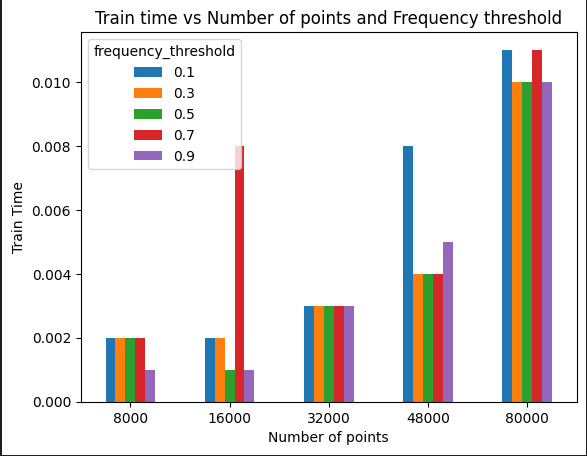 Train time vs Number of points and Frequency threshold
frequency_threshold
0.1
0.3
0.5
0.7
0.9
0.010
0.008
0.006
0.004
0.002
0.000
Train Time
8000 16000 32000 48000 80000
Number of points